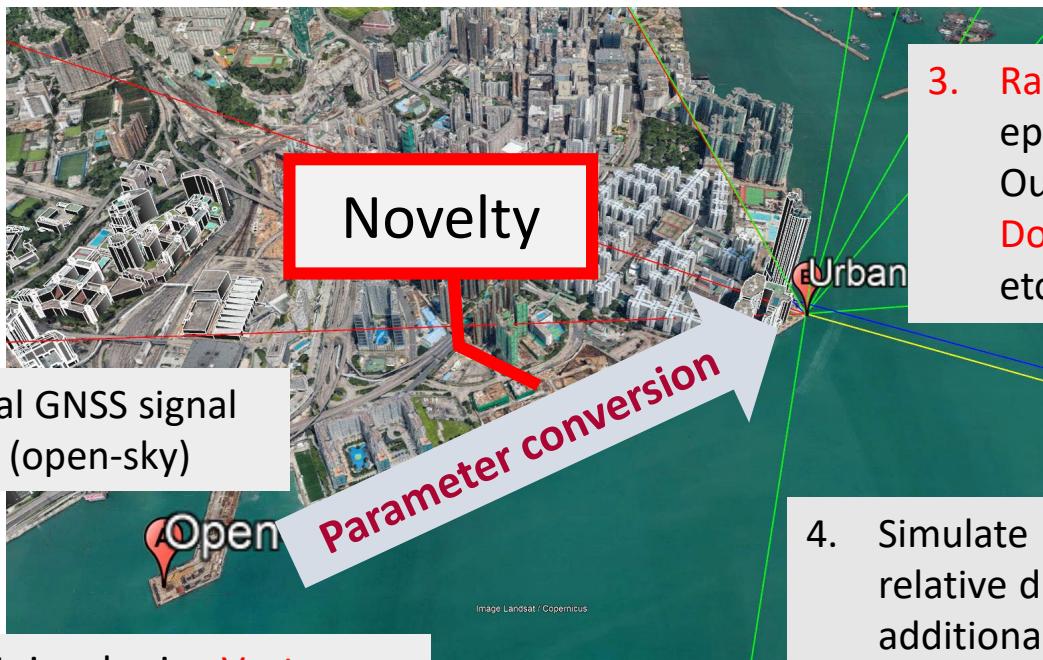 3. Ra
ep
Ou
Do
etc
Novelty
Urban
Parameter conversion
al GNSS signal
(open-sky)
Open
4. Simulate
relative d
additiona
Image Landsat / Copernicus